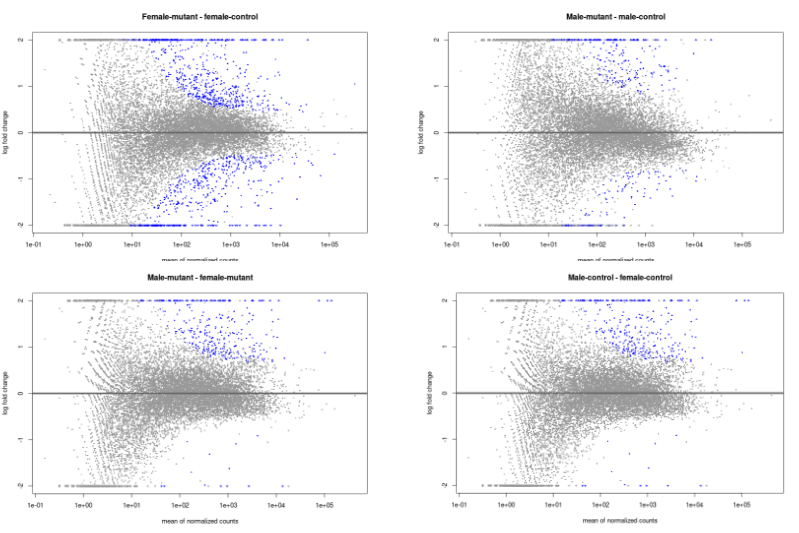 Female-mutant - female-control
2
1
0
-1
-2
log fold change
1e-01 1e+00 1e+01 1e+02 1e+03 1e+04 1e+05
mean of normalized counts
Male-mutant - male-control
2
1
0
-1
-2
log fold change
1e-01 1e+00 1e+01 1e+02 1e+03 1e+04 1e+05
mean of normalized counts
Male-mutant - female-mutant
2
1
0
-1
-2
log fold change
1e-01 1e+00 1e+01 1e+02 1e+03 1e+04 1e+05
mean of normalized counts
Male-control - female-control
2
1
0
-1
-2
log fold change
1e-01 1e+00 1e+01 1e+02 1e+03 1e+04 1e+05
mean of normalized counts